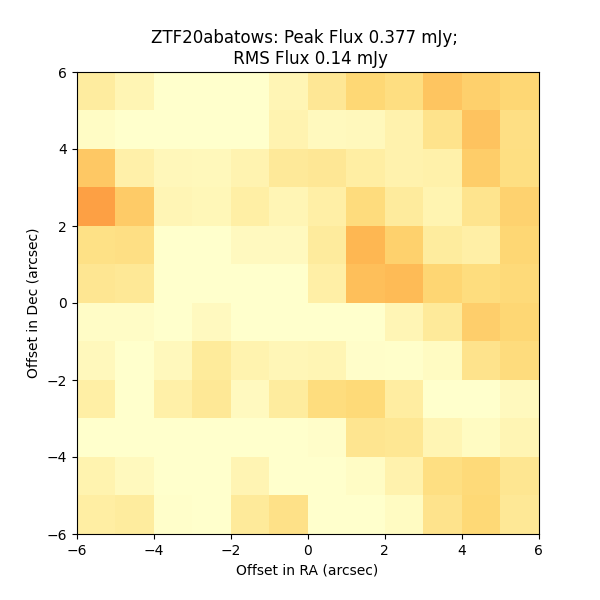 ZTF20abatows: Peak Flux 0.377 mJy;
RMS Flux 0.14 mJy
6
4
2
0
−2
−4
−6
Offset in Dec (arcsec)
−6 −4 −2 0 2 4 6
Offset in RA (arcsec)